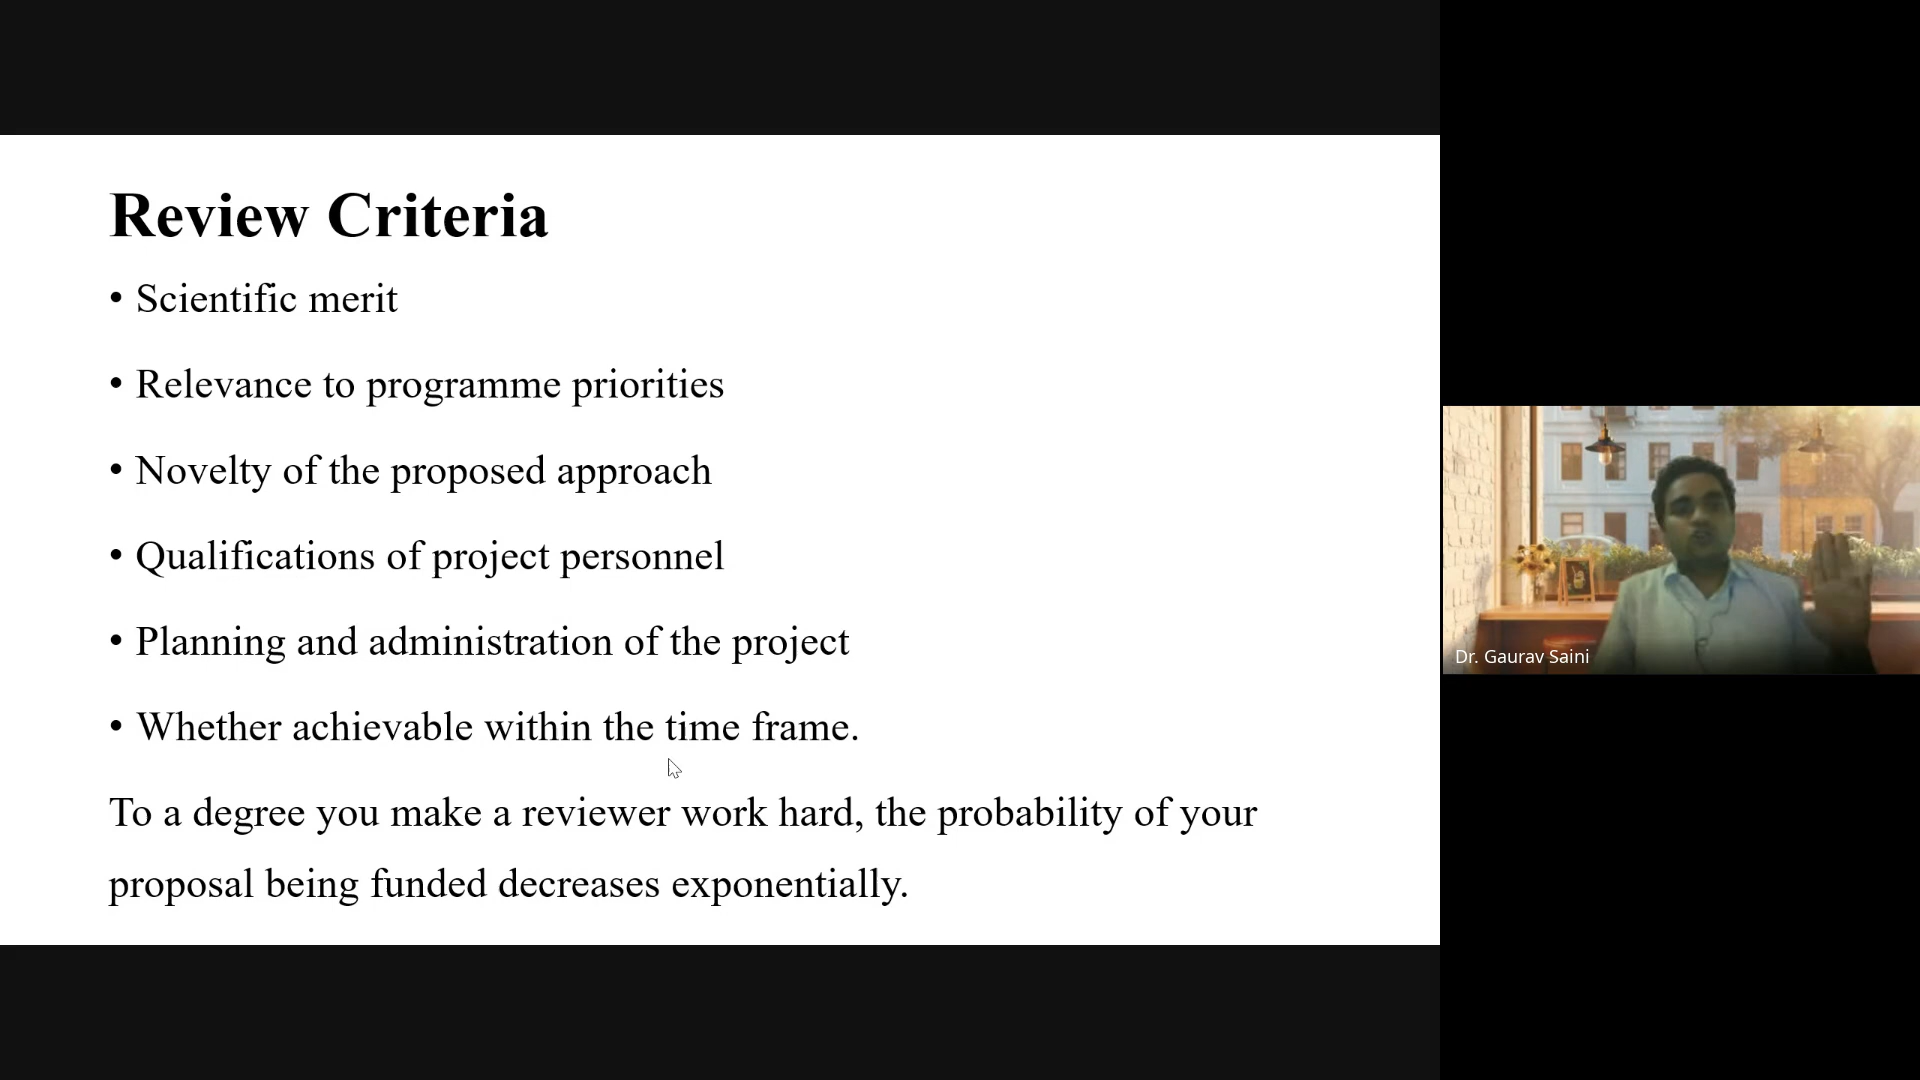 Review Criteria
• Scientific merit
• Relevance to programme priorities
• Novelty of the proposed approach
• Qualifications of project personnel
• Planning and administration of the project
• Whether achievable within the time frame.
To a degree you make a reviewer work hard, the probability of your
proposal being funded decreases exponentially.
Dr. Gaurav Saini